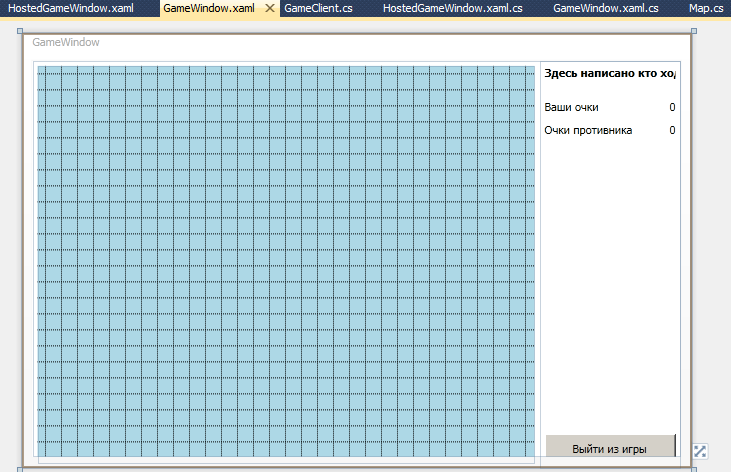 HostedGameWindow.xaml GameWindow.xaml GameClient.cs HostedGameWindow.xaml.cs GameWindow.xaml.cs Map.cs
GameWindow
Здесь написано кто ход
Ваши очки 0
Очки противника 0
Выйти из игры